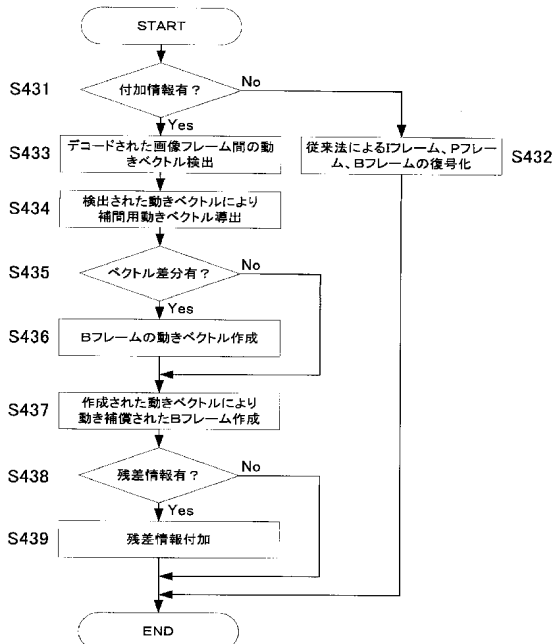 START
S431
付加情報有？
No
Yes
S433
デコードされた画像フレーム間の動
きベクトル検出
従来法によるIフレーム、Pフレー
ム、Bフレームの復号化
S432
S434
検出された動きベクトルにより
補間用動きベクトル導出
S435
ベクトル差分有？
No
Yes
S436
Bフレームの動きベクトル作成
S437
作成された動きベクトルにより
動き補償されたBフレーム作成
S438
残差情報有？
No
Yes
S439
残差情報付加
END